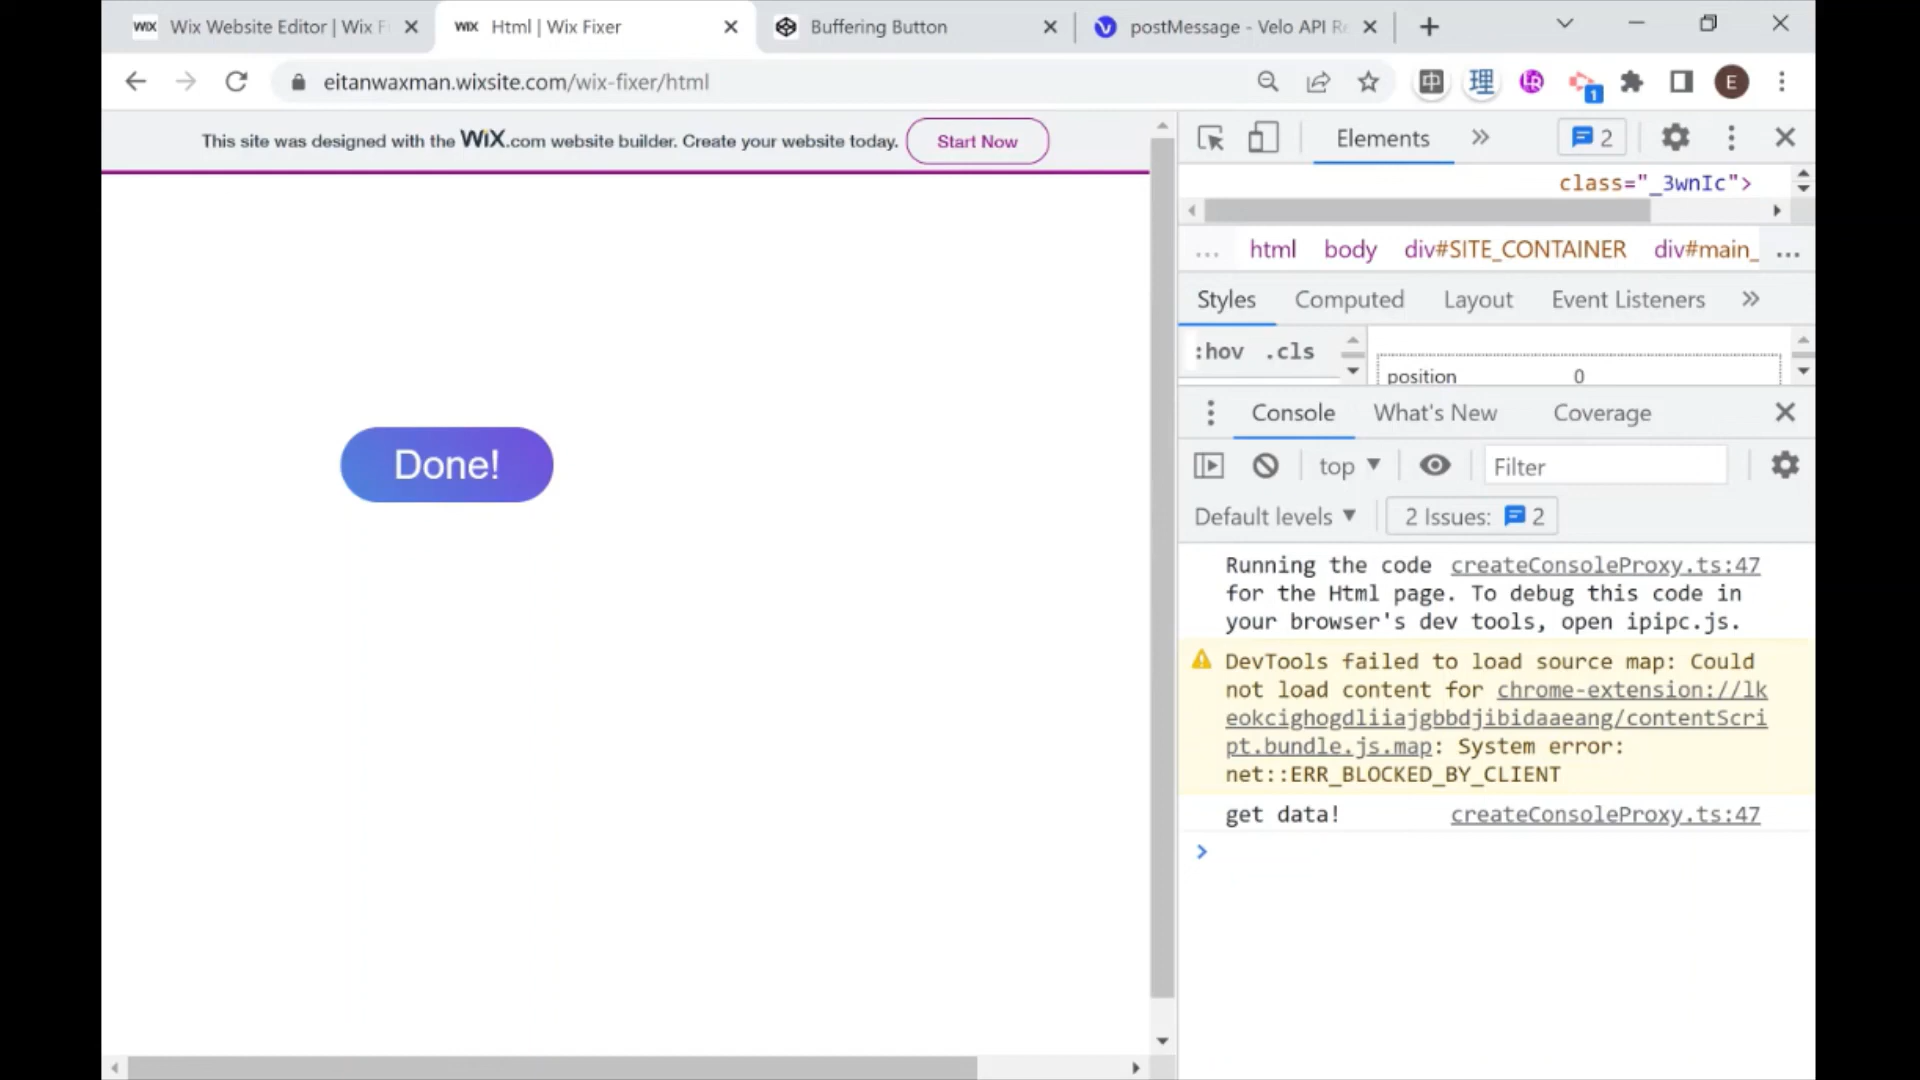 WIX Wix Website Editor | Wix F
WIX Html | Wix Fixer
Buffering Button
postMessage - Velo API Re
eitanwaxman.wixsite.com/wix-fixer/html
中 理 1 E
This site was designed with the WiX.com website builder. Create your website today. Start Now
Done!
Elements 2
class="_3wnIc">
... html body div#SITE_CONTAINER div#main_ ...
Styles Computed Layout Event Listeners
:hov .cls
position 0
Console What's New Coverage
top Filter
Default levels 2 Issues: 2
Running the code createConsoleProxy.ts:47
for the Html page. To debug this code in
your browser's dev tools, open ipipc.js.
DevTools failed to load source map: Could
not load content for chrome-extension://lk
eokcighogdliiajgbbdjibidaaeang/contentScri
pt.bundle.js.map: System error:
net::ERR_BLOCKED_BY_CLIENT
get data! createConsoleProxy.ts:47